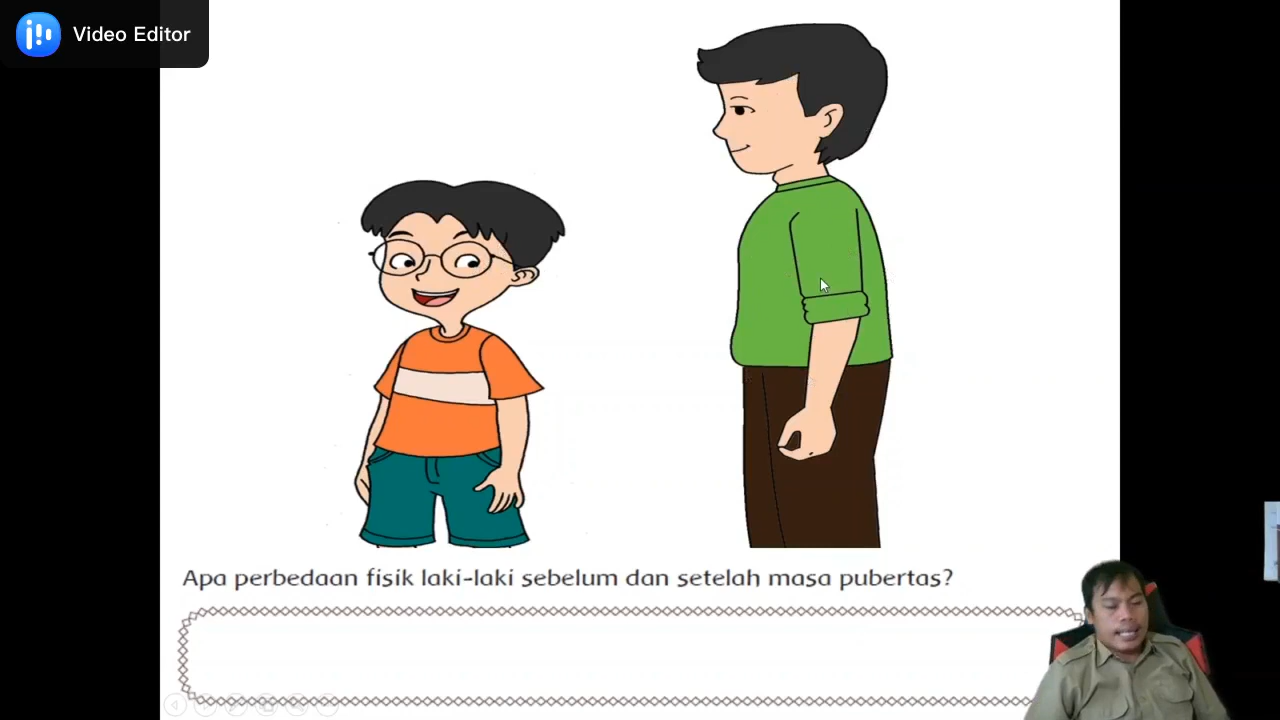 Video Editor
Apa perbedaan fisik laki-laki sebelum dan setelah masa pubertas?